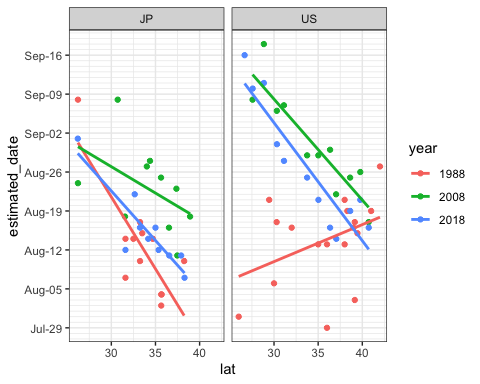 JP US
Sep-16
Sep-09
Sep-02
Aug-26
Aug-19
Aug-12
Aug-05
Jul-29
estimated_date
30 35 40 30 35 40
lat
year
1988
2008
2018